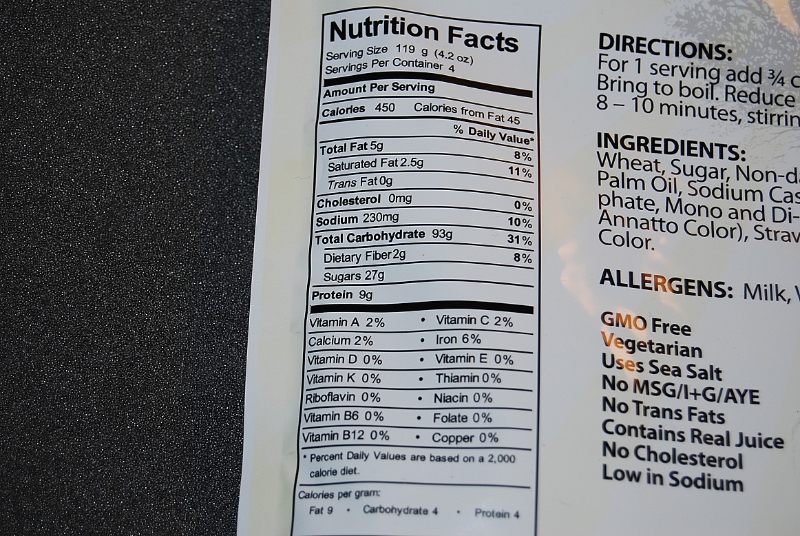 Nutrition Facts
Serving Size 119 g (4.2 oz)
Servings Per Container 4
Amount Per Serving
Calories 450 Calories from Fat 45
% Daily Value*
Total Fat 5g 8%
Saturated Fat 2.5g 11%
Trans Fat 0g
Cholesterol 0mg 0%
Sodium 230mg 10%
Total Carbohydrate 93g 31%
Dietary Fiber 2g 8%
Sugars 27g
Protein 9g
Vitamin A 2% • Vitamin C 2%
Calcium 2% • Iron 6%
Vitamin D 0% • Vitamin E 0%
Vitamin K 0% • Thiamin 0%
Riboflavin 0% • Niacin 0%
Vitamin B6 0% • Folate 0%
Vitamin B12 0% • Copper 0%
* Percent Daily Values are based on a 2,000
calorie diet.
Calories per gram:
Fat 9 • Carbohydrate 4 • Protein 4
DIRECTIONS:
For 1 serving add ¾ c
Bring to boil. Reduce
8 – 10 minutes, stirrin
INGREDIENTS:
Wheat, Sugar, Non-da
Palm Oil, Sodium Cas
phate, Mono and Di-
Annatto Color), Straw
Color.
ALLERGENS: Milk,
GMO Free
Vegetarian
Uses Sea Salt
No MSG/I+G/AYE
No Trans Fats
Contains Real Juice
No Cholesterol
Low in Sodium